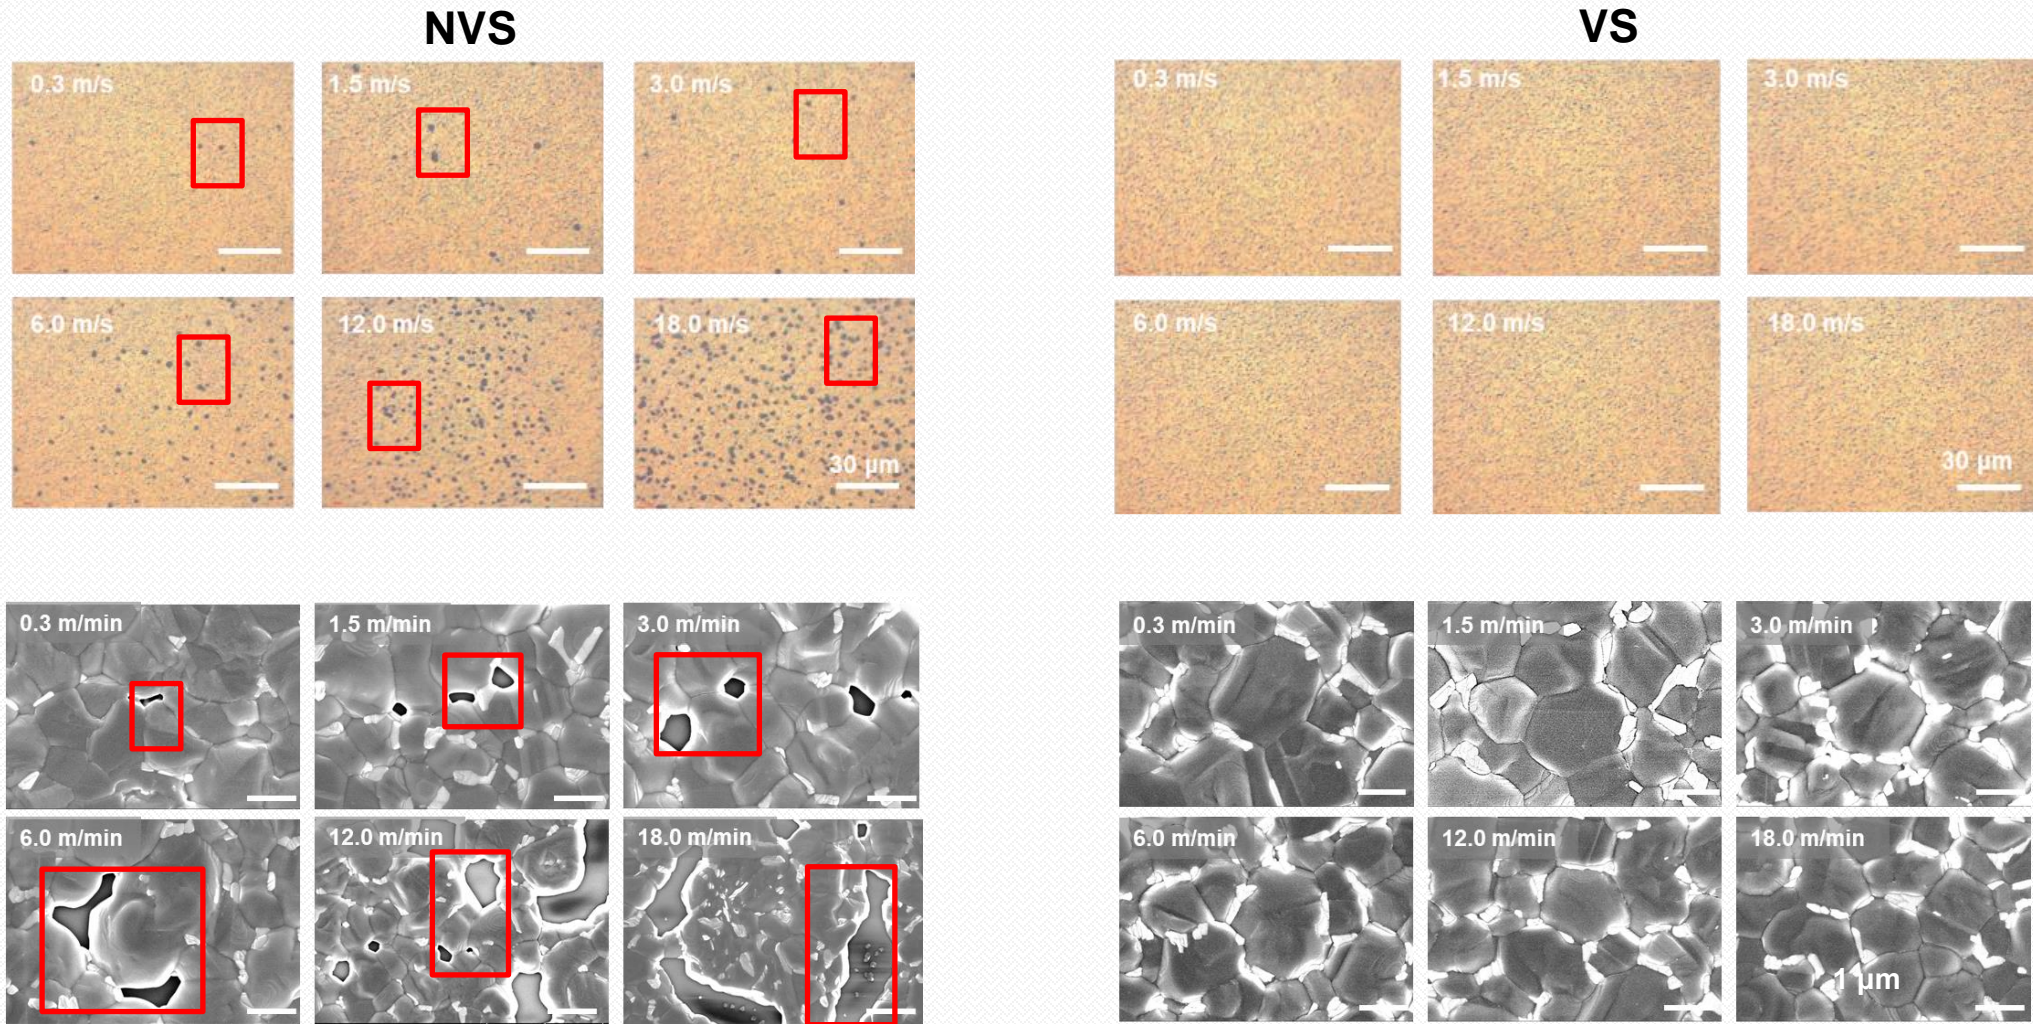 NVS
VS
0.3 m/s
1.5 m/s
3.0 m/s
0.3 m/s
1.5 m/s
3.0 m/s
6.0 m/s
12.0 m/s
18.0 m/s
30 µm
6.0 m/s
12.0 m/s
18.0 m/s
30 µm
0.3 m/min
1.5 m/min
3.0 m/min
0.3 m/min
1.5 m/min
3.0 m/min
6.0 m/min
12.0 m/min
18.0 m/min
6.0 m/min
12.0 m/min
18.0 m/min
1 µm